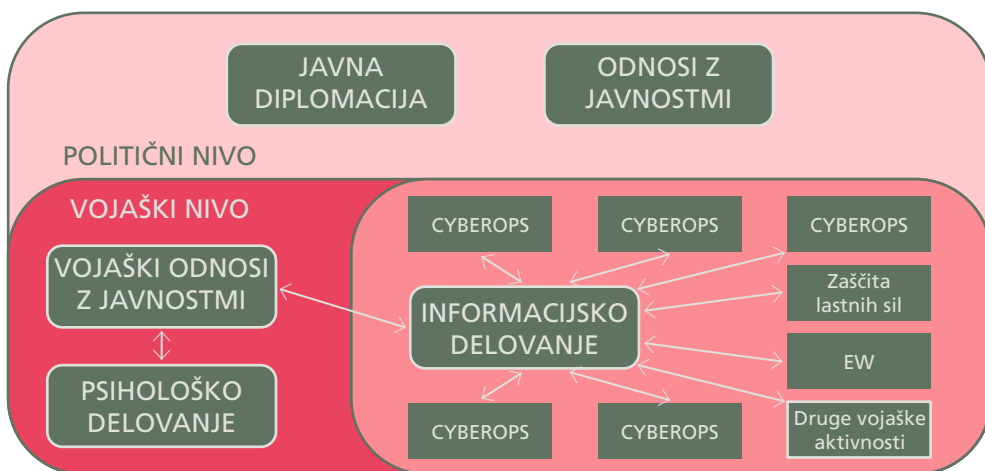 JAVNA
DIPLOMACIJA
ODNOSI Z
JAVNOSTMI
POLITIČNI NIVO
VOJAŠKI NIVO
VOJAŠKI ODNOSI
Z JAVNOSTMI
PSIHOLOŠKO
DELOVANJE
CYBEROPS
CYBEROPS
CYBEROPS
Zaščita
lastnih sil
INFORMACIJSKO
DELOVANJE
EW
CYBEROPS
CYBEROPS
Druge vojaške
aktivnosti